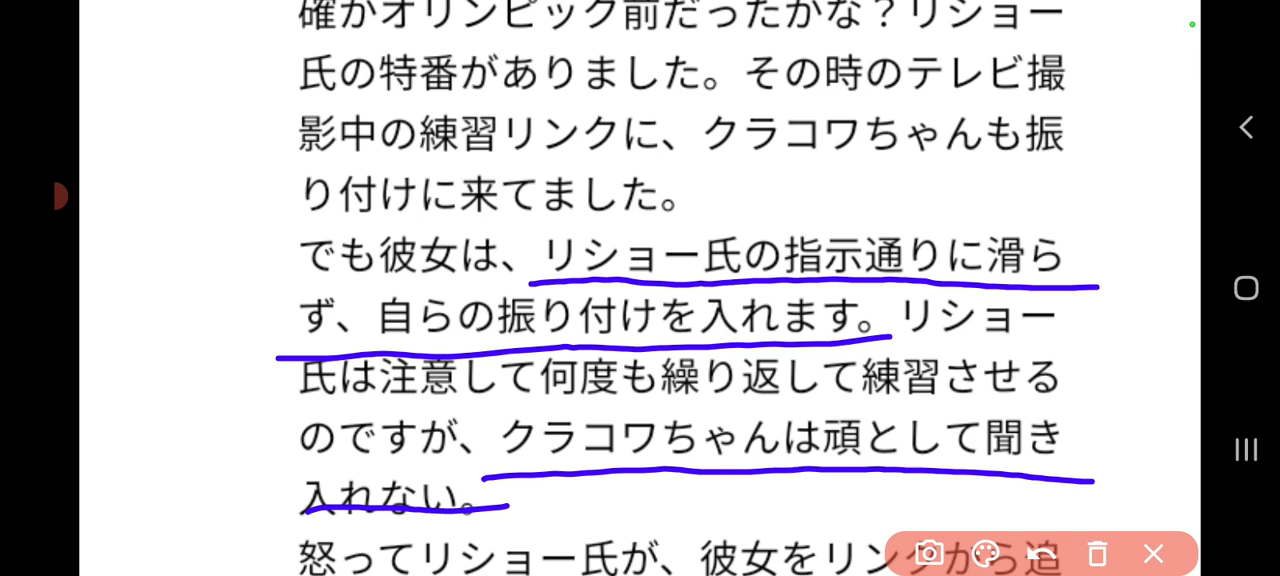 確かオリンピック前だったかな？リショー
氏の特番がありました。その時のテレビ撮
影中の練習リンクに、クラコワちゃんも振
り付けに来てました。
でも彼女は、リショー氏の指示通りに滑ら
ず、自らの振り付けを入れます。リショー
氏は注意して何度も繰り返して練習させる
のですが、クラコワちゃんは頑として聞き
入れない。
怒ってリショー氏が、彼女をリンクから追